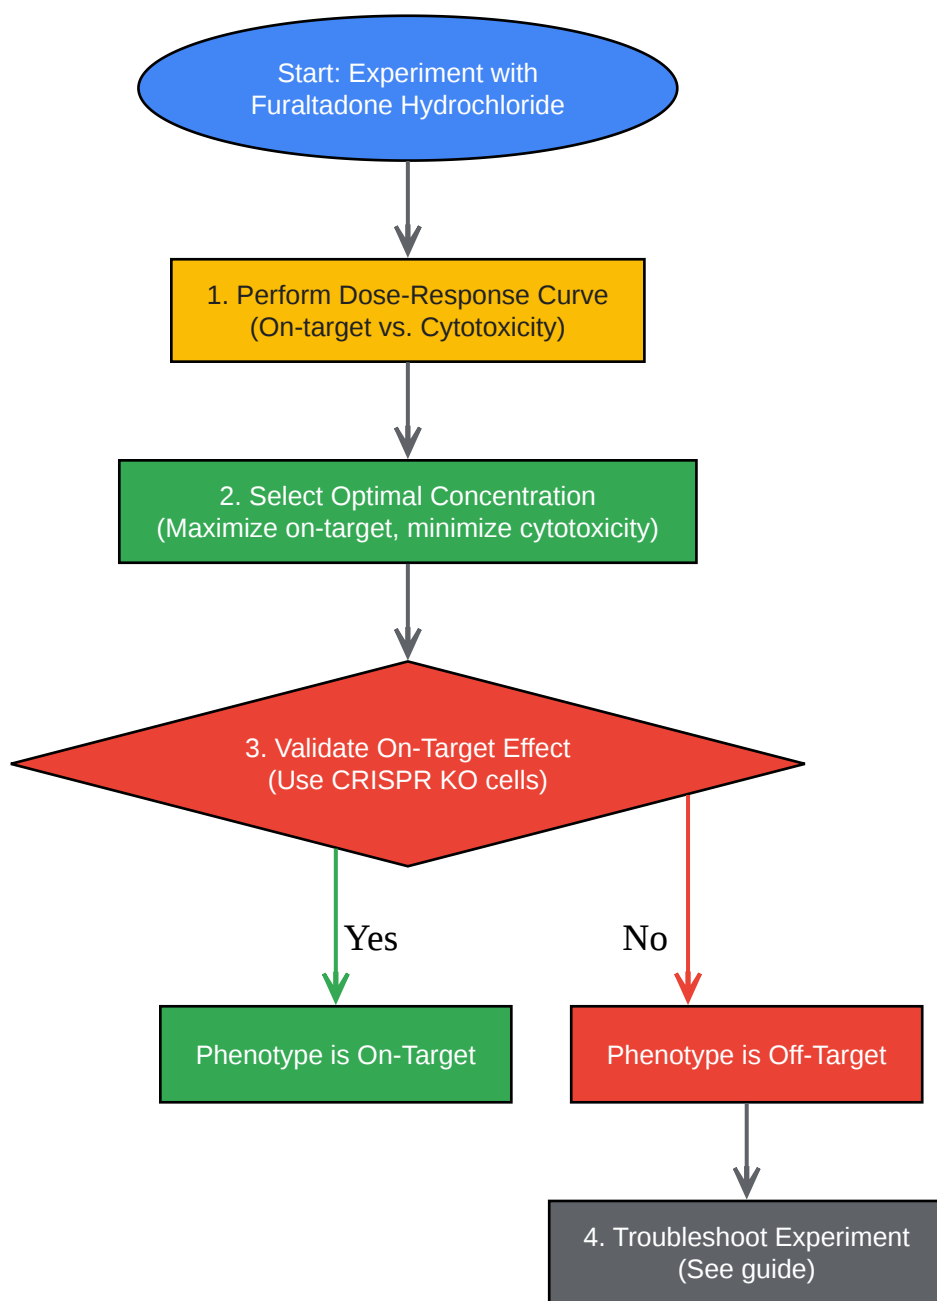 Start: Experiment with
Furaltadone Hydrochloride
1. Perform Dose-Response Curve
(On-target vs. Cytotoxicity)
2. Select Optimal Concentration
(Maximize on-target, minimize cytotoxicity)
3. Validate On-Target Effect
(Use CRISPR KO cells)
Yes
No
Phenotype is On-Target
Phenotype is Off-Target
4. Troubleshoot Experiment
(See guide)